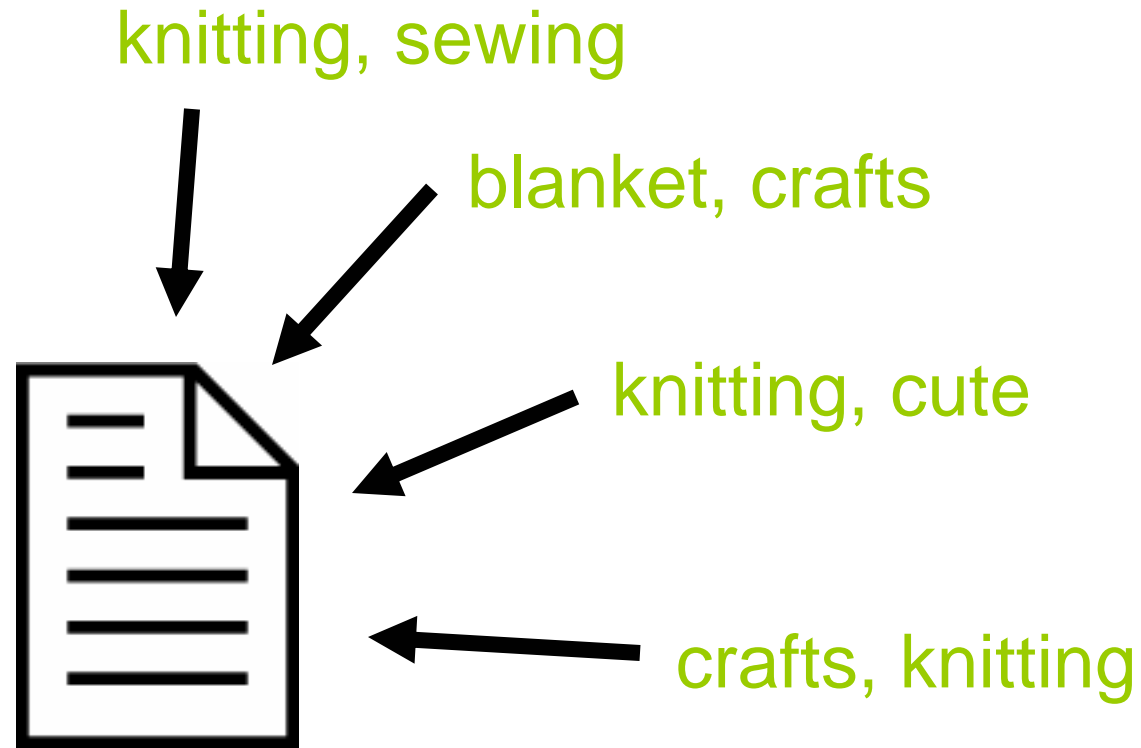 knitting, sewing
blanket, crafts
knitting, cute
crafts, knitting